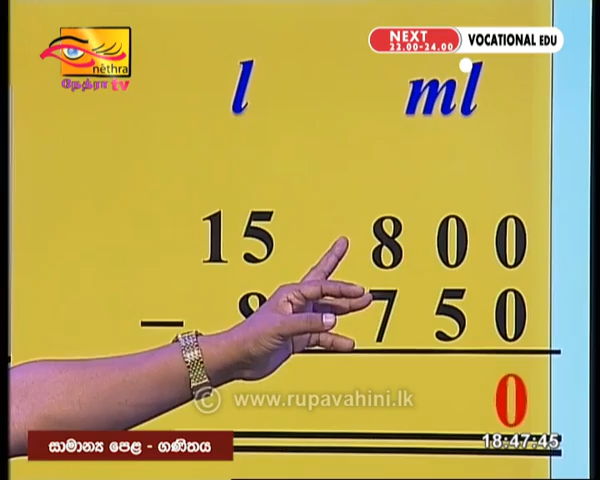 NEXT
22.00-24.00
VOCATIONAL EDU
nethra
நேத்ரா tv
l ml
15 800
- 8 750
0
© www.rupavahini.lk
18:47:45
සාමාන්‍ය පෙළ - ගණිතය